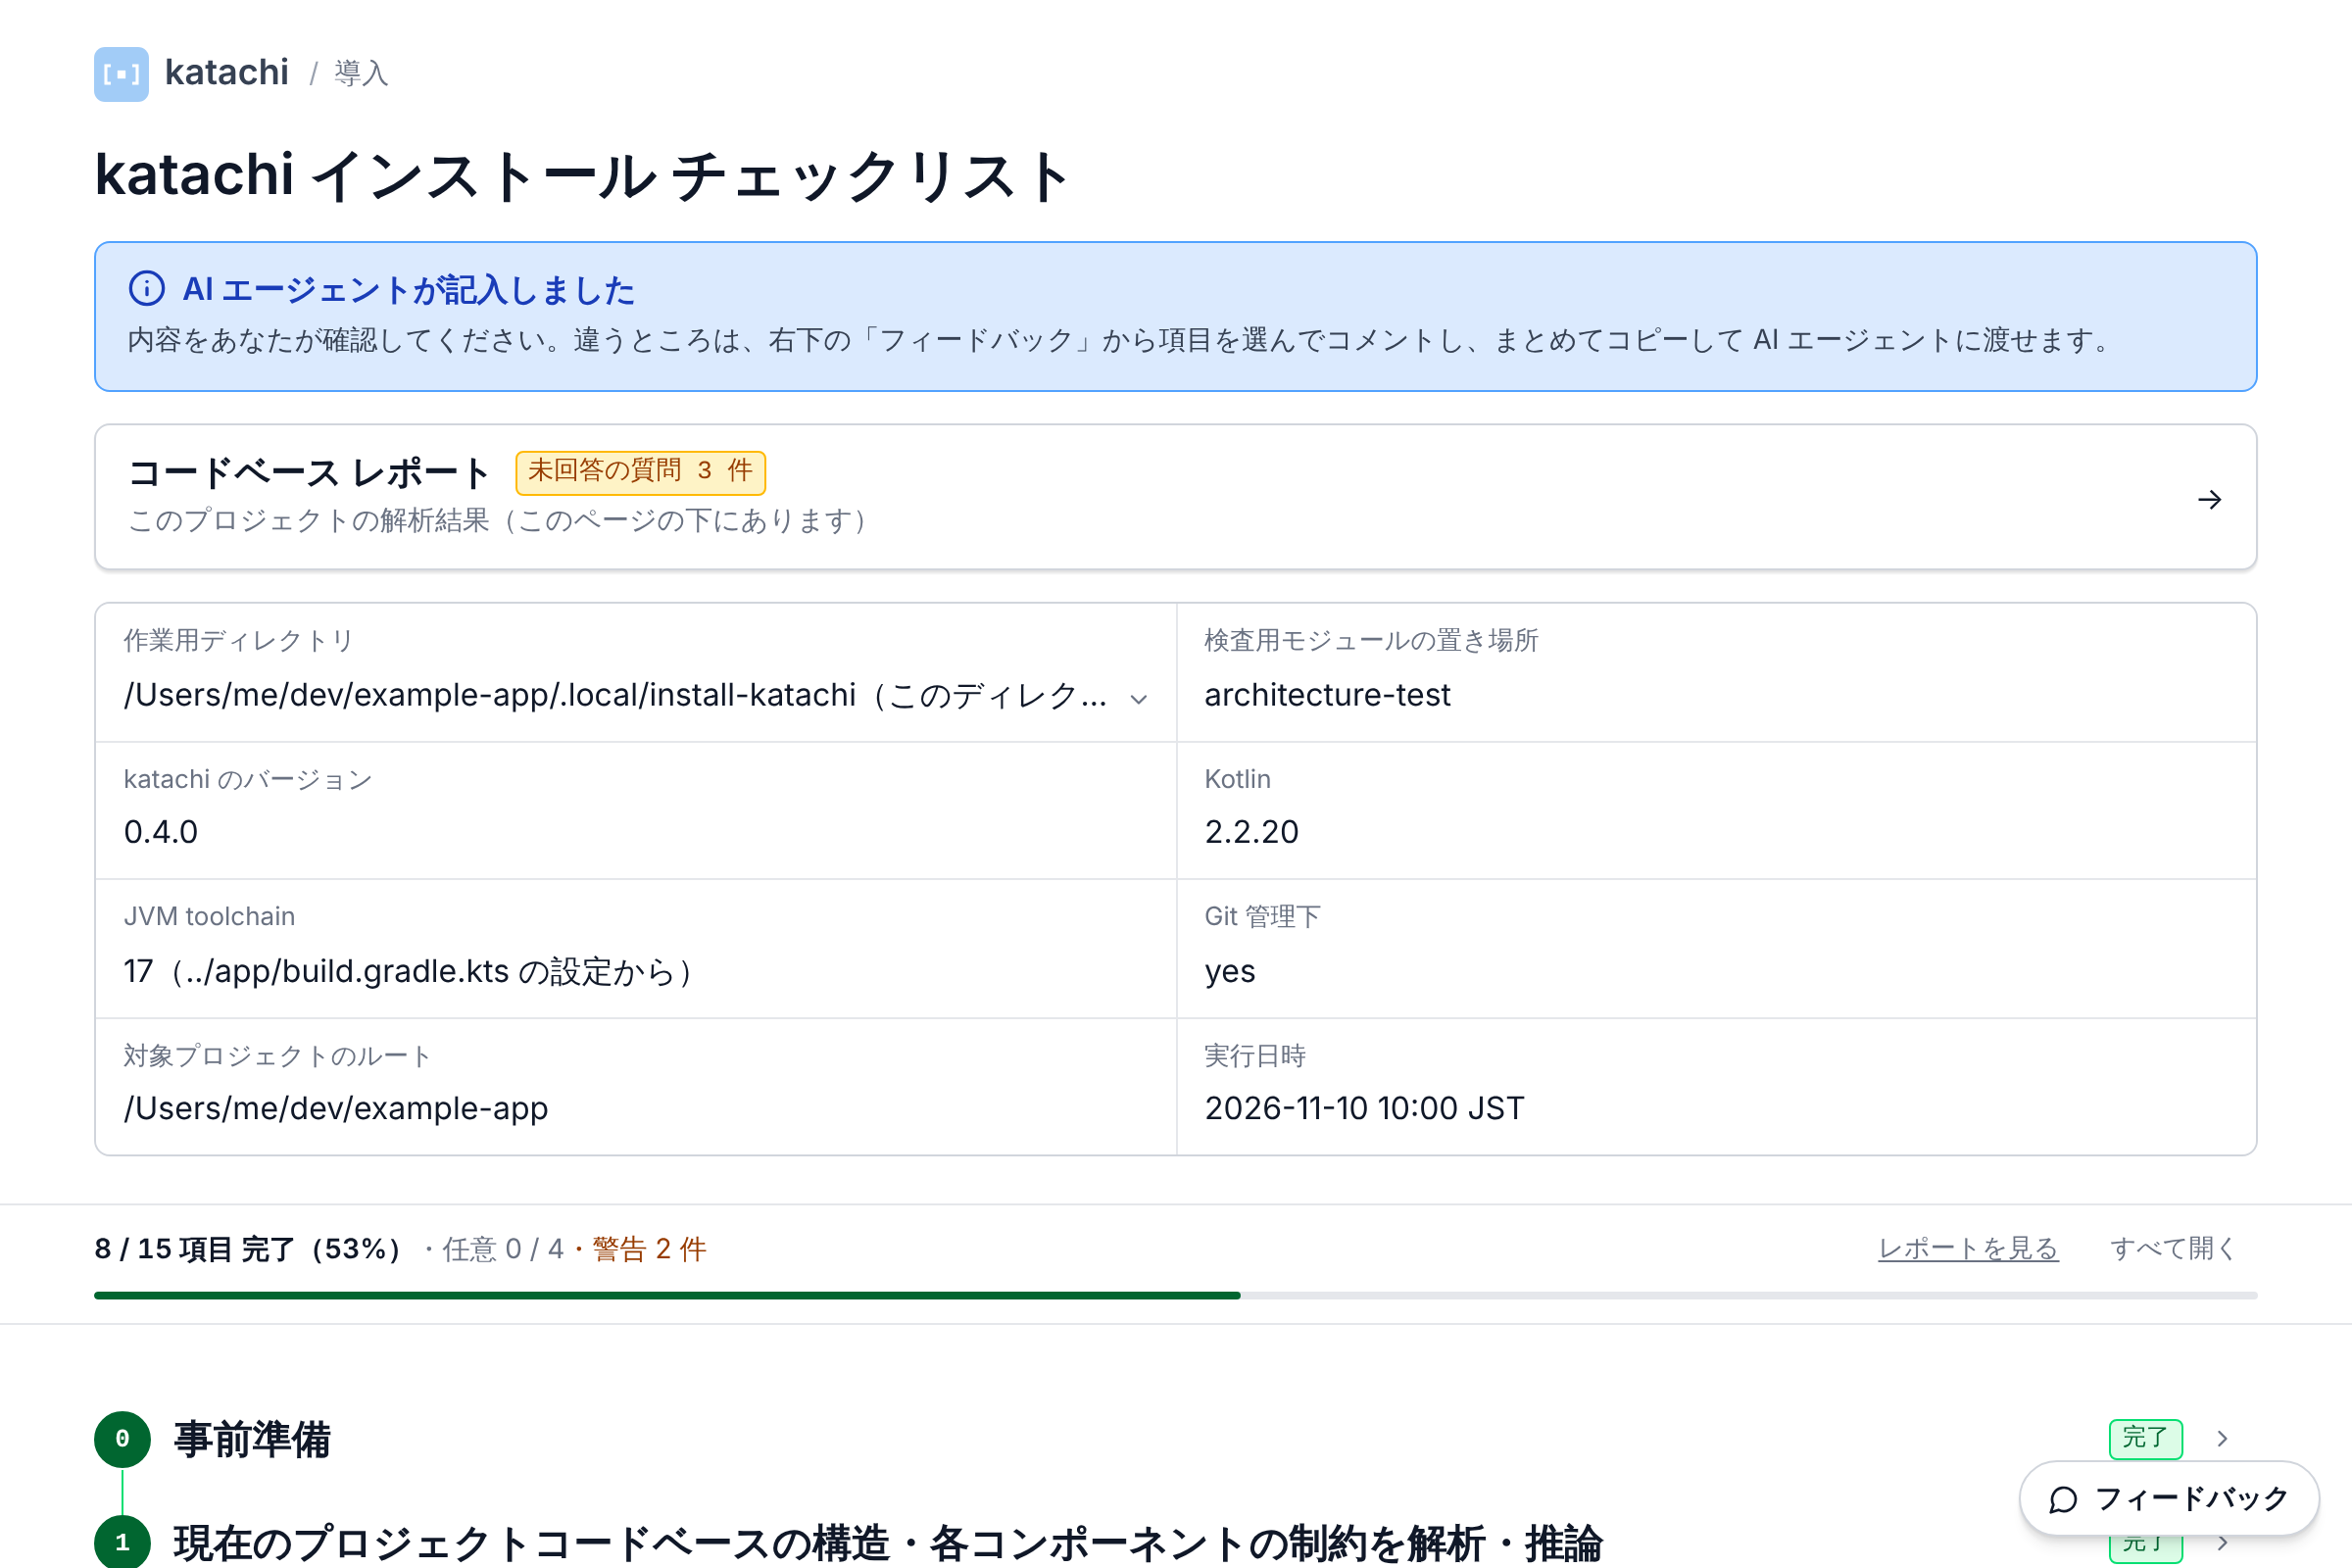 katachi / 導入
katachi インストール チェックリスト
AI エージェントが記入しました
内容をあなたが確認してください。違うところは、右下の「フィードバック」から項目を選んでコメントし、まとめてコピーして AI エージェントに渡せます。
コードベース レポート 未回答の質問 3 件
このプロジェクトの解析結果（このページの下にあります）
作業用ディレクトリ
/Users/me/dev/example-app/.local/install-katachi（このディレク...
検査用モジュールの置き場所
architecture-test
katachi のバージョン
0.4.0
Kotlin
2.2.20
JVM toolchain
17（../app/build.gradle.kts の設定から）
Git 管理下
yes
対象プロジェクトのルート
/Users/me/dev/example-app
実行日時
2026-11-10 10:00 JST
8 / 15 項目 完了（53%）・任意 0 / 4・警告 2 件
レポートを見る すべて開く
0 事前準備 完了
フィードバック
1 現在のプロジェクトコードベースの構造・各コンポーネントの制約を解析・推論 完了